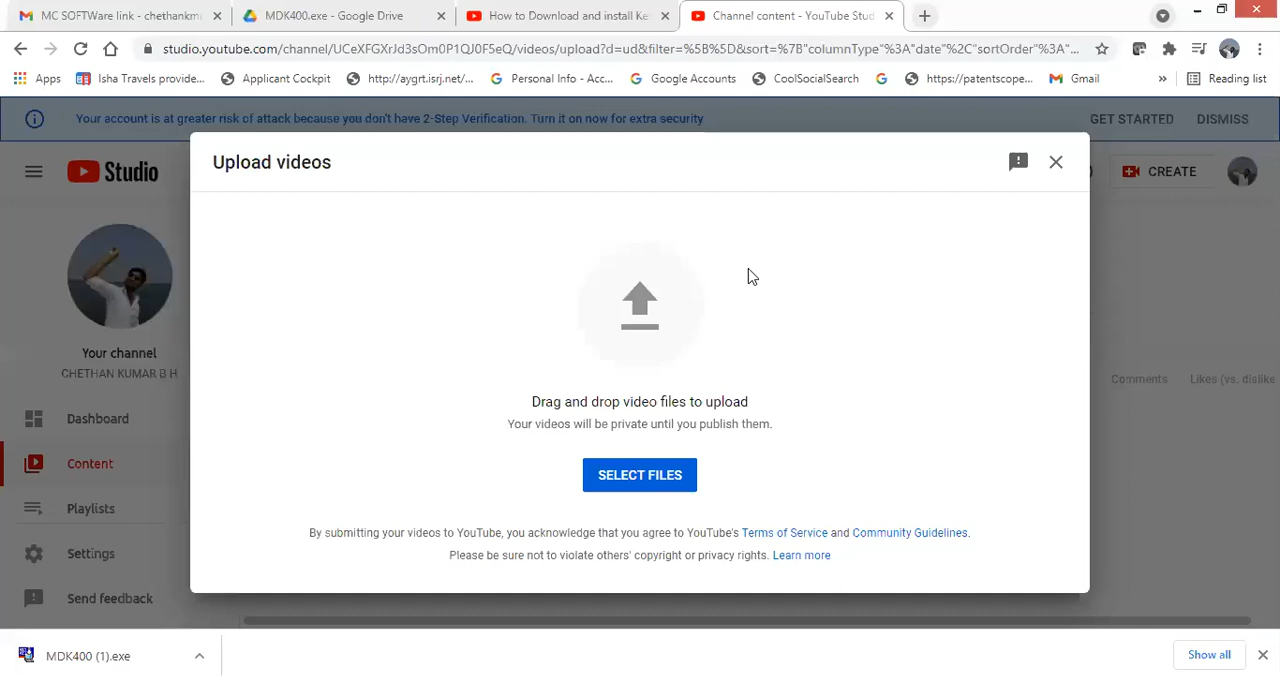 MC SOFTWare link - chethankm
MDK400.exe - Google Drive
How to Download and install Ke
Channel content - YouTube Stud
studio.youtube.com/channel/UCeXFGXrJd3sOm0P1QJ0F5eQ/videos/upload?d=ud&filter=%5B%5D&sort=%7B"columnType"%3A"date"%2C"sortOrder"%3A"...
Apps
Isha Travels provide...
Applicant Cockpit
http://aygrt.isrj.net/...
Personal Info - Acc...
Google Accounts
CoolSocialSearch
https://patentscope...
Gmail
»
Reading list
Your account is at greater risk of attack because you don't have 2-Step Verification. Turn it on now for extra security
GET STARTED
DISMISS
Studio
Upload videos
CREATE
Your channel
CHETHAN KUMAR B H
Drag and drop video files to upload
Your videos will be private until you publish them.
Comments
Likes (vs. dislike
Dashboard
Content
SELECT FILES
Playlists
By submitting your videos to YouTube, you acknowledge that you agree to YouTube's Terms of Service and Community Guidelines.
Please be sure not to violate others' copyright or privacy rights. Learn more
Settings
Send feedback
MDK400 (1).exe
Show all